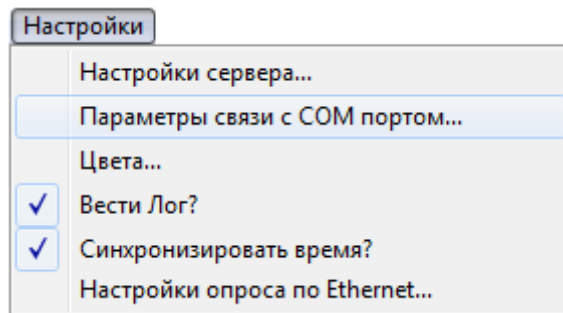 Настройки
Настройки сервера...
Параметры связи с COM портом...
Цвета...
Вести Лог?
Синхронизировать время?
Настройки опроса по Ethernet...